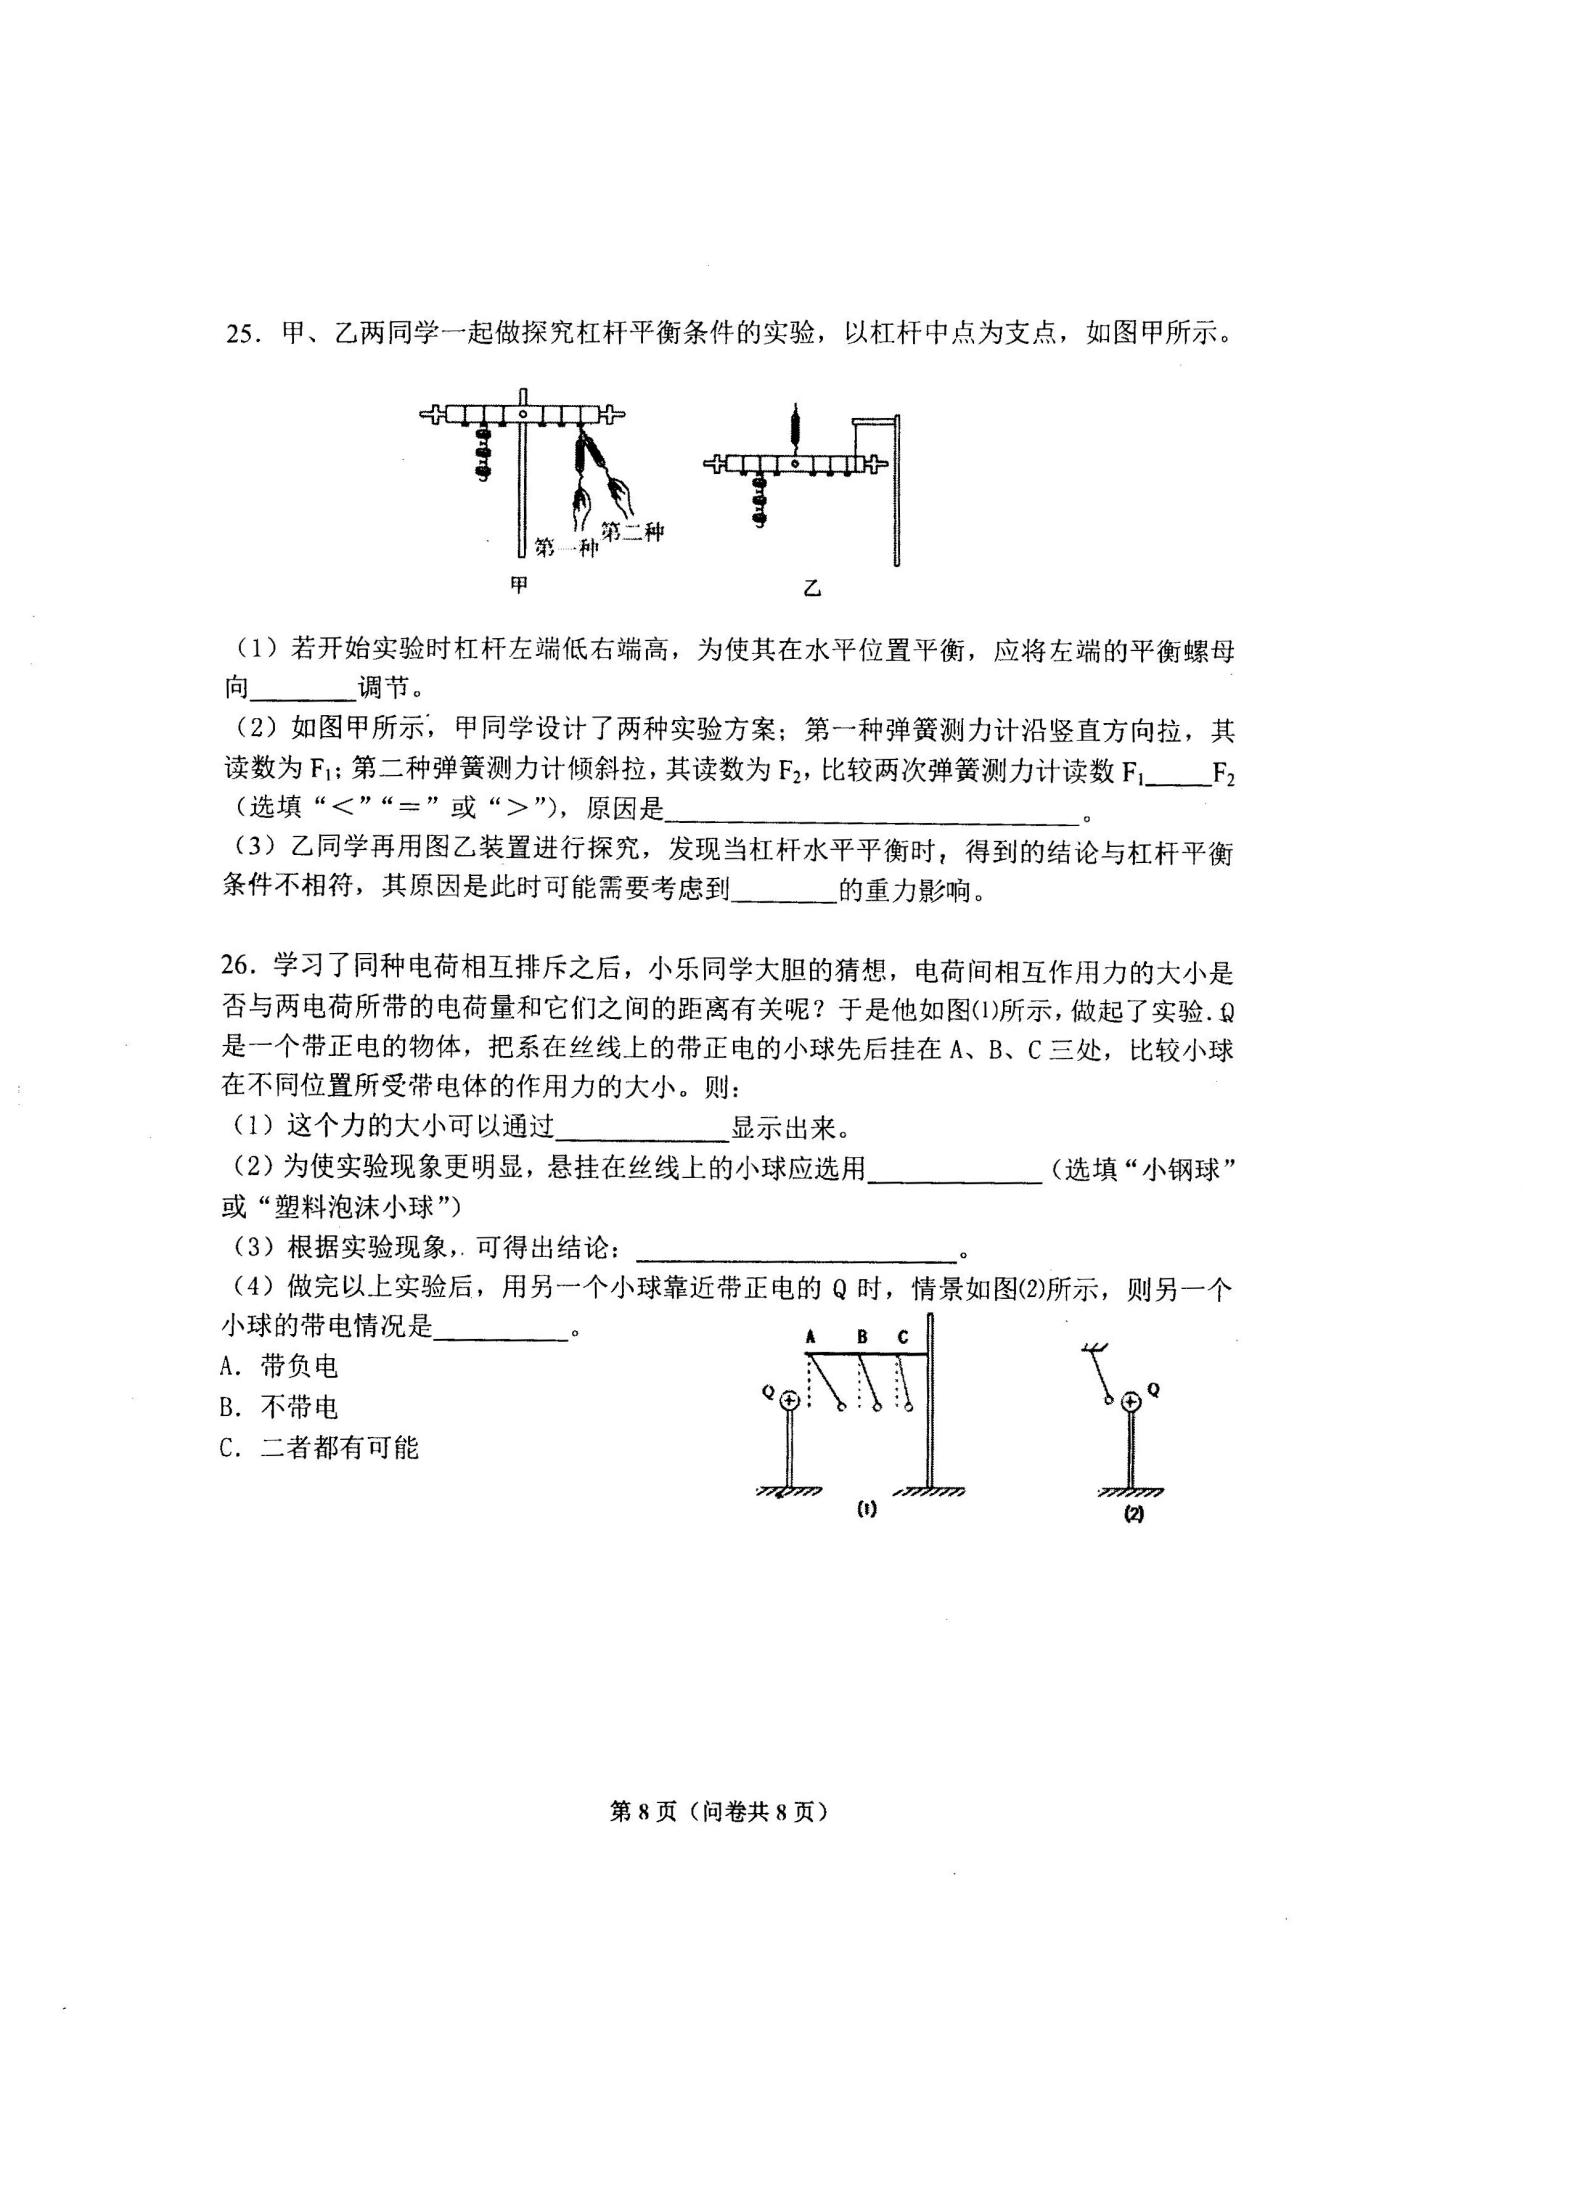 25．甲、乙两同学一起做探究杠杆平衡条件的实验，以杠杆中点为支点，如图甲所示。
第一种
第二种
甲
乙
（1）若开始实验时杠杆左端低右端高，为使其在水平位置平衡，应将左端的平衡螺母
向________调节。
（2）如图甲所示，甲同学设计了两种实验方案；第一种弹簧测力计沿竖直方向拉，其
读数为 F₁；第二种弹簧测力计倾斜拉，其读数为 F₂，比较两次弹簧测力计读数 F₁_____F₂
（选填“＜”“＝”或“＞”），原因是______________________________。
（3）乙同学再用图乙装置进行探究，发现当杠杆水平平衡时，得到的结论与杠杆平衡
条件不相符，其原因是此时可能需要考虑到________的重力影响。
26．学习了同种电荷相互排斥之后，小乐同学大胆的猜想，电荷间相互作用力的大小是
否与两电荷所带的电荷量和它们之间的距离有关呢？于是他如图⑴所示，做起了实验．Q
是一个带正电的物体，把系在丝线上的带正电的小球先后挂在 A、B、C 三处，比较小球
在不同位置所受带电体的作用力的大小。则：
（1）这个力的大小可以通过_____________显示出来。
（2）为使实验现象更明显，悬挂在丝线上的小球应选用_____________（选填“小钢球”
或“塑料泡沫小球”）
（3）根据实验现象，可得出结论：________________________。
（4）做完以上实验后，用另一个小球靠近带正电的 Q 时，情景如图⑵所示，则另一个
小球的带电情况是__________。
A．带负电
B．不带电
C．二者都有可能
A B C
Q
Q
(1)
(2)
第 8 页（问卷共 8 页）